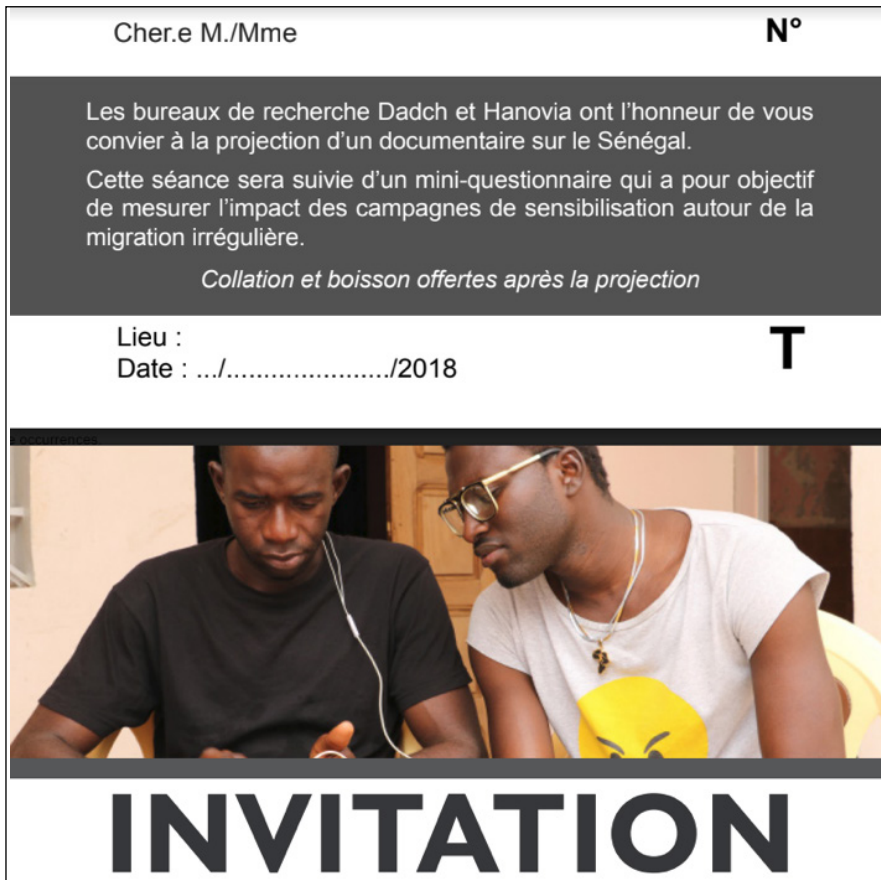 Cher.e M./Mme
N°
Les bureaux de recherche Dadch et Hanovia ont l’honneur de vous
convier à la projection d’un documentaire sur le Sénégal.
Cette séance sera suivie d’un mini-questionnaire qui a pour objectif
de mesurer l’impact des campagnes de sensibilisation autour de la
migration irrégulière.
Collation et boisson offertes après la projection
Lieu :
T
Date : .../....................../2018
occurrences.
INVITATION